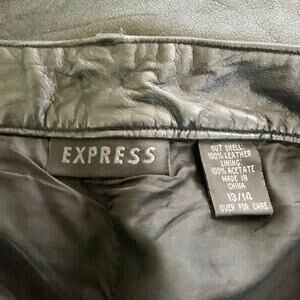 EXPRESS
OUT SHELL:
100% LEATHER
LINING:
100% ACETATE
MADE IN
CHINA
13/14
OVER FOR CARE